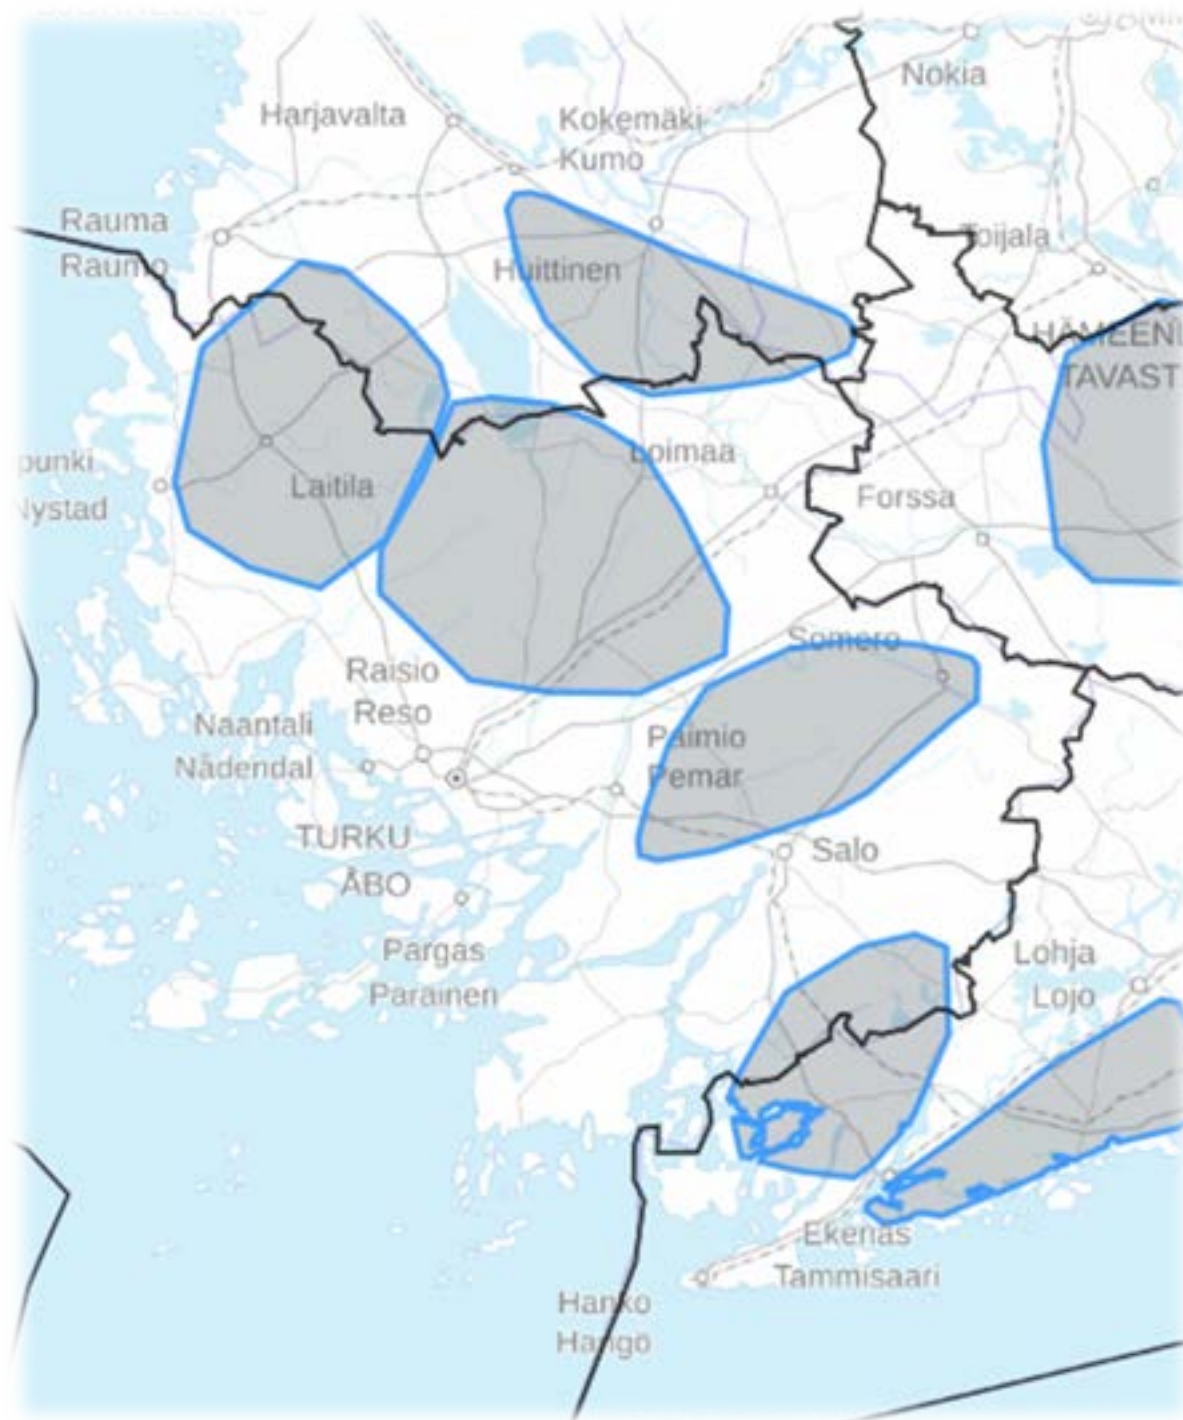 Nokia
Harjavalta
Kokemäki
Kumo
Rauma
Raumo
Toijala
Huittinen
HÄMEENL
TAVAST
Loimaa
punki
Nystad
Laitila
Forssa
Somero
Raisio
Reso
Naantali
Nådendal
Paimio
Pemar
TURKU
ÅBO
Salo
Pargas
Parainen
Lohja
Lojo
Ekenäs
Tammisaari
Hanko
Hangö